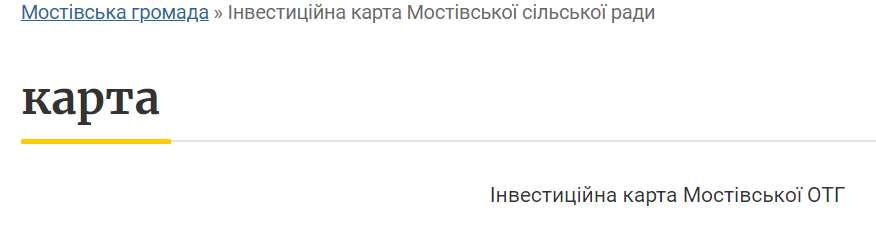 Мостівська громада » Інвестиційна карта Мостівської сільської ради
карта
Інвестиційна карта Мостівської ОТГ